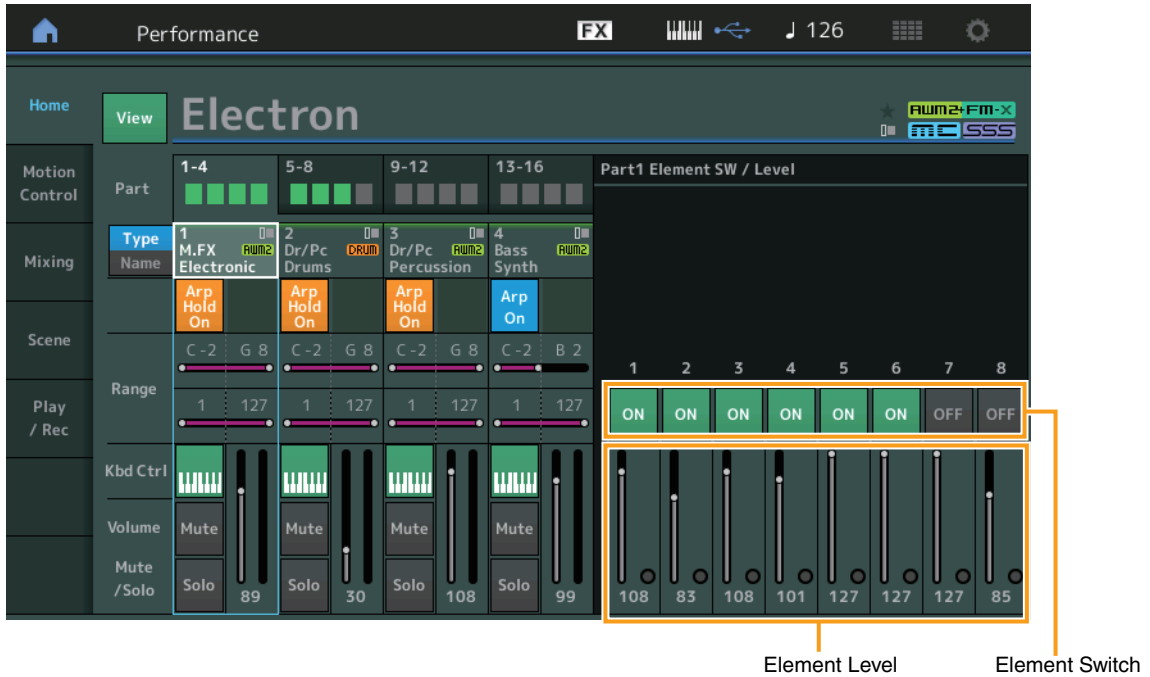 Performance
FX
126
Home
View
Electron
AWM2+FM-X
MC SSS
Motion
Control
Part
1-4
5-8
9-12
13-16
Part1 Element SW / Level
Mixing
Type
Name
1
M.FX AWM2
Electronic
2
Dr/Pc DRUM
Drums
3
Dr/Pc AWM2
Percussion
4
Bass AWM2
Synth
Arp
Hold
On
Arp
Hold
On
Arp
Hold
On
Arp
On
Scene
Range
C -2 G 8 C -2 G 8 C -2 G 8 C -2 B 2
1 127 1 127 1 127 1 127
1 2 3 4 5 6 7 8
ON ON ON ON ON ON OFF OFF
Play
/ Rec
Kbd Ctrl
Volume
Mute Mute Mute Mute
Mute
/Solo
Solo Solo Solo Solo
89 30 108 99
108 83 108 101 127 127 127 85
Element Level
Element Switch